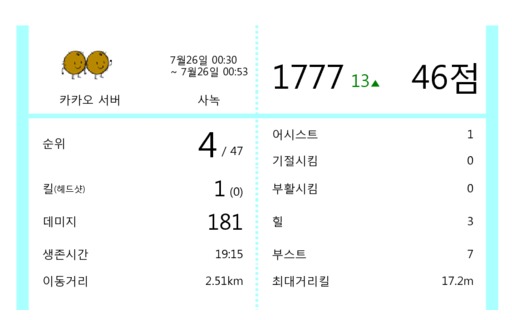 7월26일 00:30
~ 7월26일 00:53
카카오 서버
사녹
1777 13▲ 46점
순위 4 / 47
킬(헤드샷) 1 (0)
데미지 181
생존시간 19:15
이동거리 2.51km
어시스트 1
기절시킴 0
부활시킴 0
힐 3
부스트 7
최대거리킬 17.2m